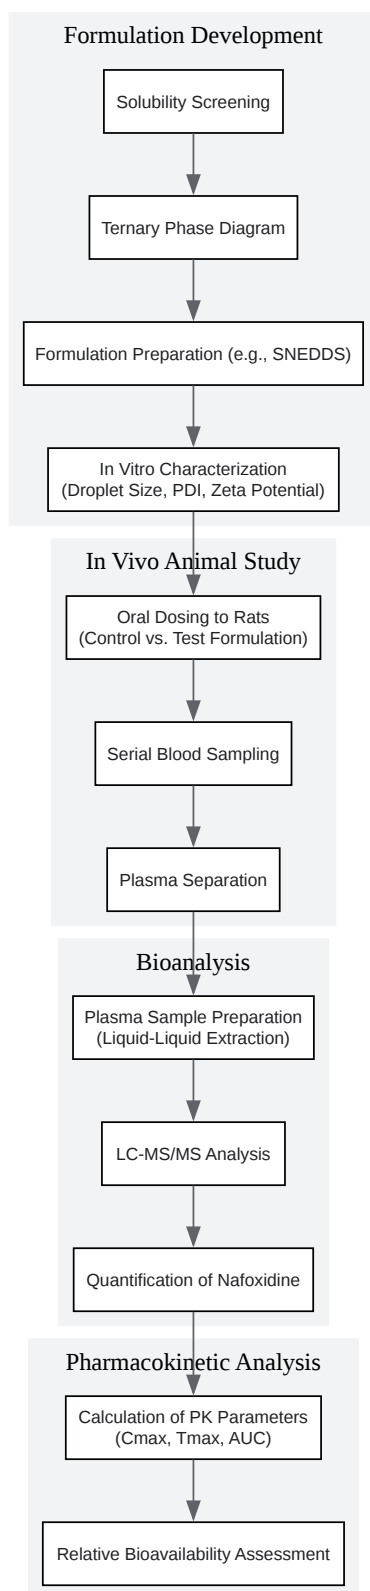 Formulation Development
Solubility Screening
Ternary Phase Diagram
Formulation Preparation (e.g., SNEDDS)
In Vitro Characterization
(Droplet Size, PDI, Zeta Potential)
In Vivo Animal Study
Oral Dosing to Rats
(Control vs. Test Formulation)
Serial Blood Sampling
Plasma Separation
Bioanalysis
Plasma Sample Preparation
(Liquid-Liquid Extraction)
LC-MS/MS Analysis
Quantification of Nafoxidine
Pharmacokinetic Analysis
Calculation of PK Parameters
(Cmax, Tmax, AUC)
Relative Bioavailability Assessment